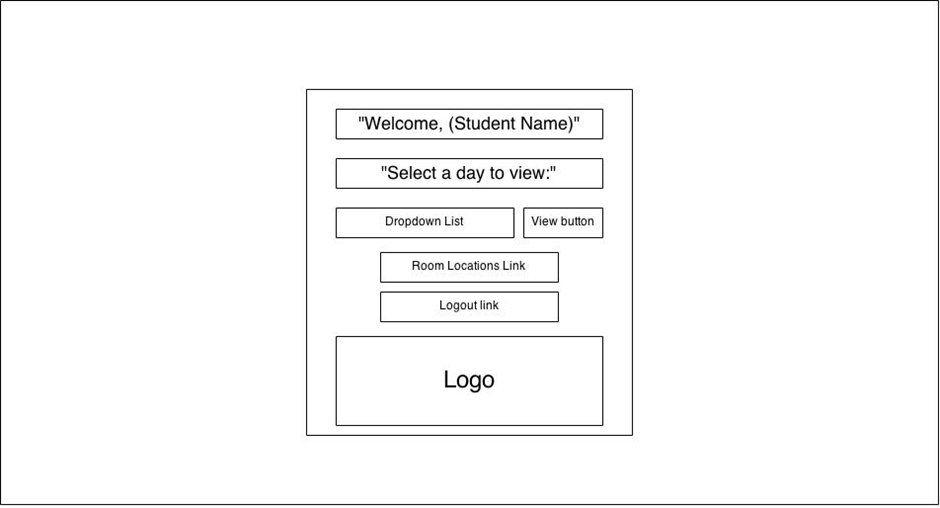 "Welcome, (Student Name)"
"Select a day to view:"
Dropdown List
View button
Room Locations Link
Logout link
Logo